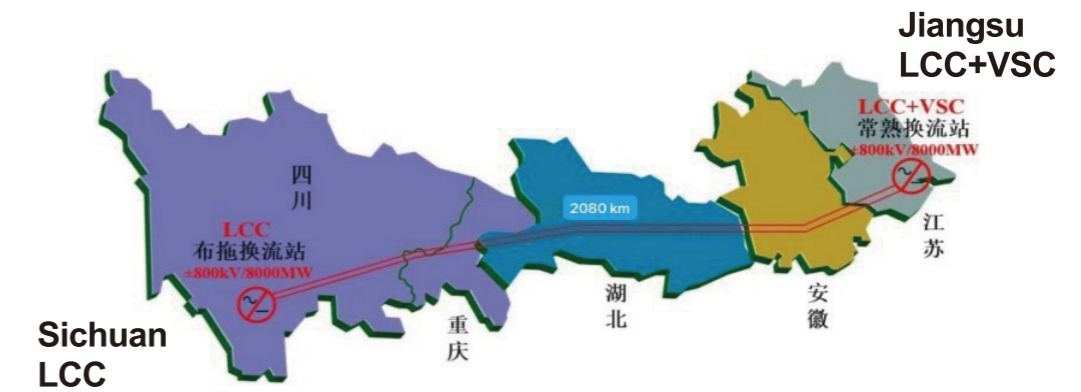 Jiangsu
LCC+VSC
LCC+VSC
常熟换流站
±800kV/8000MW
四川
2080 km
LCC
布拖换流站
±800kV/8000MW
江苏
湖北
安徽
重庆
Sichuan
LCC